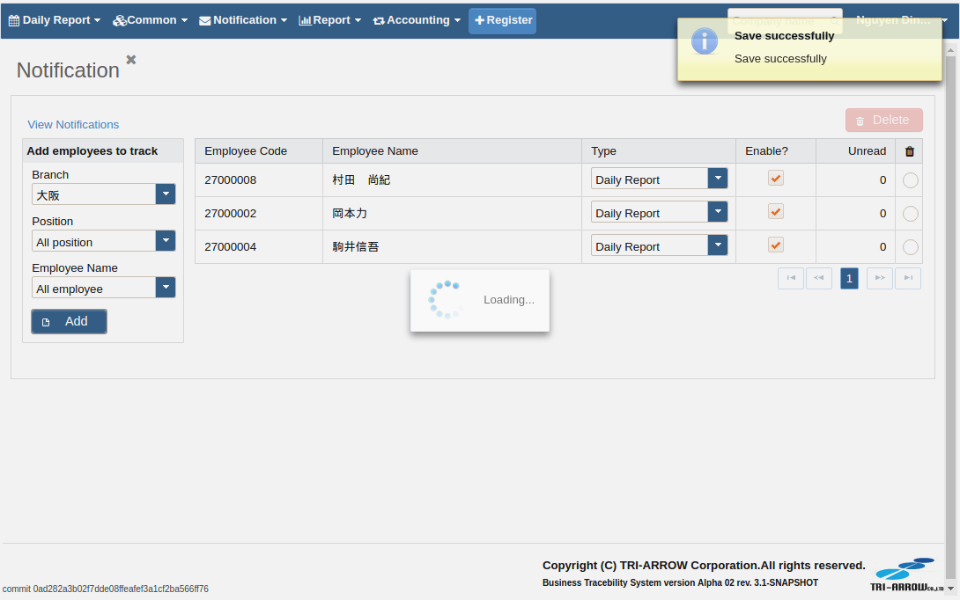 Daily Report Common Notification Report Accounting Register Nguyen Din...
Save successfully
Save successfully
Notification
View Notifications
Delete
Add employees to track
Branch
大阪
Position
All position
Employee Name
All employee
Add
Employee Code Employee Name Type Enable? Unread
27000008 村田 尚紀 Daily Report 0
27000002 岡本力 Daily Report 0
27000004 駒井信吾 Daily Report 0
1
Loading...
Copyright (C) TRI-ARROW Corporation.All rights reserved.
Business Tracebility System version Alpha 02 rev. 3.1-SNAPSHOT
TRI-ARROW CO.,LTD
commit 0ad282a3b02f7dde08ffeafef3a1cf2ba566ff76